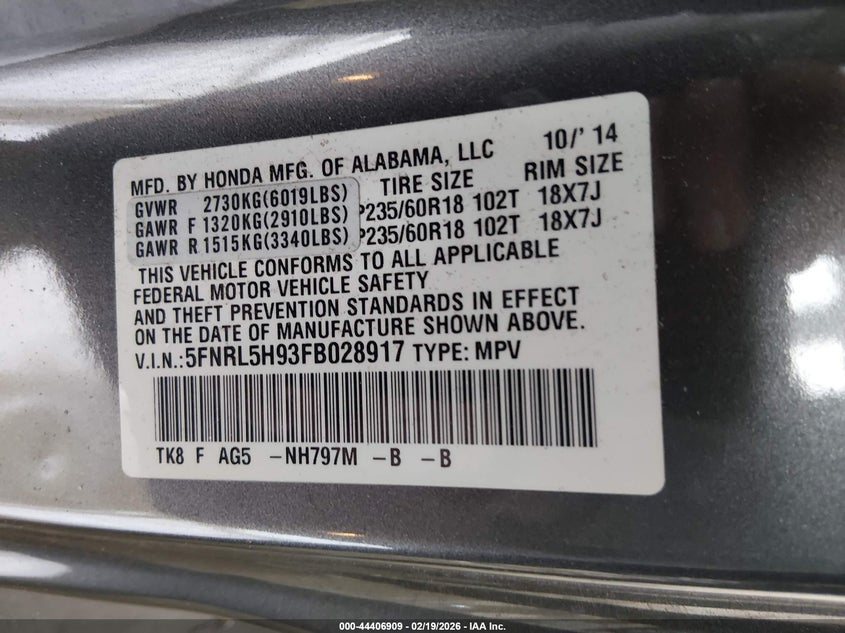 MFD. BY HONDA MFG. OF ALABAMA, LLC 10/' 14
TIRE SIZE RIM SIZE
GVWR 2730KG(6019LBS)
GAWR F 1320KG(2910LBS) P235/60R18 102T 18X7J
GAWR R 1515KG(3340LBS) P235/60R18 102T 18X7J
THIS VEHICLE CONFORMS TO ALL APPLICABLE
FEDERAL MOTOR VEHICLE SAFETY
AND THEFT PREVENTION STANDARDS IN EFFECT
ON THE DATE OF MANUFACTURE SHOWN ABOVE.
V.I.N.: 5FNRL5H93FB028917 TYPE: MPV
TK8 F AG5 -NH797M -B -B
000-44406909 - 02/19/2026 - IAA Inc.